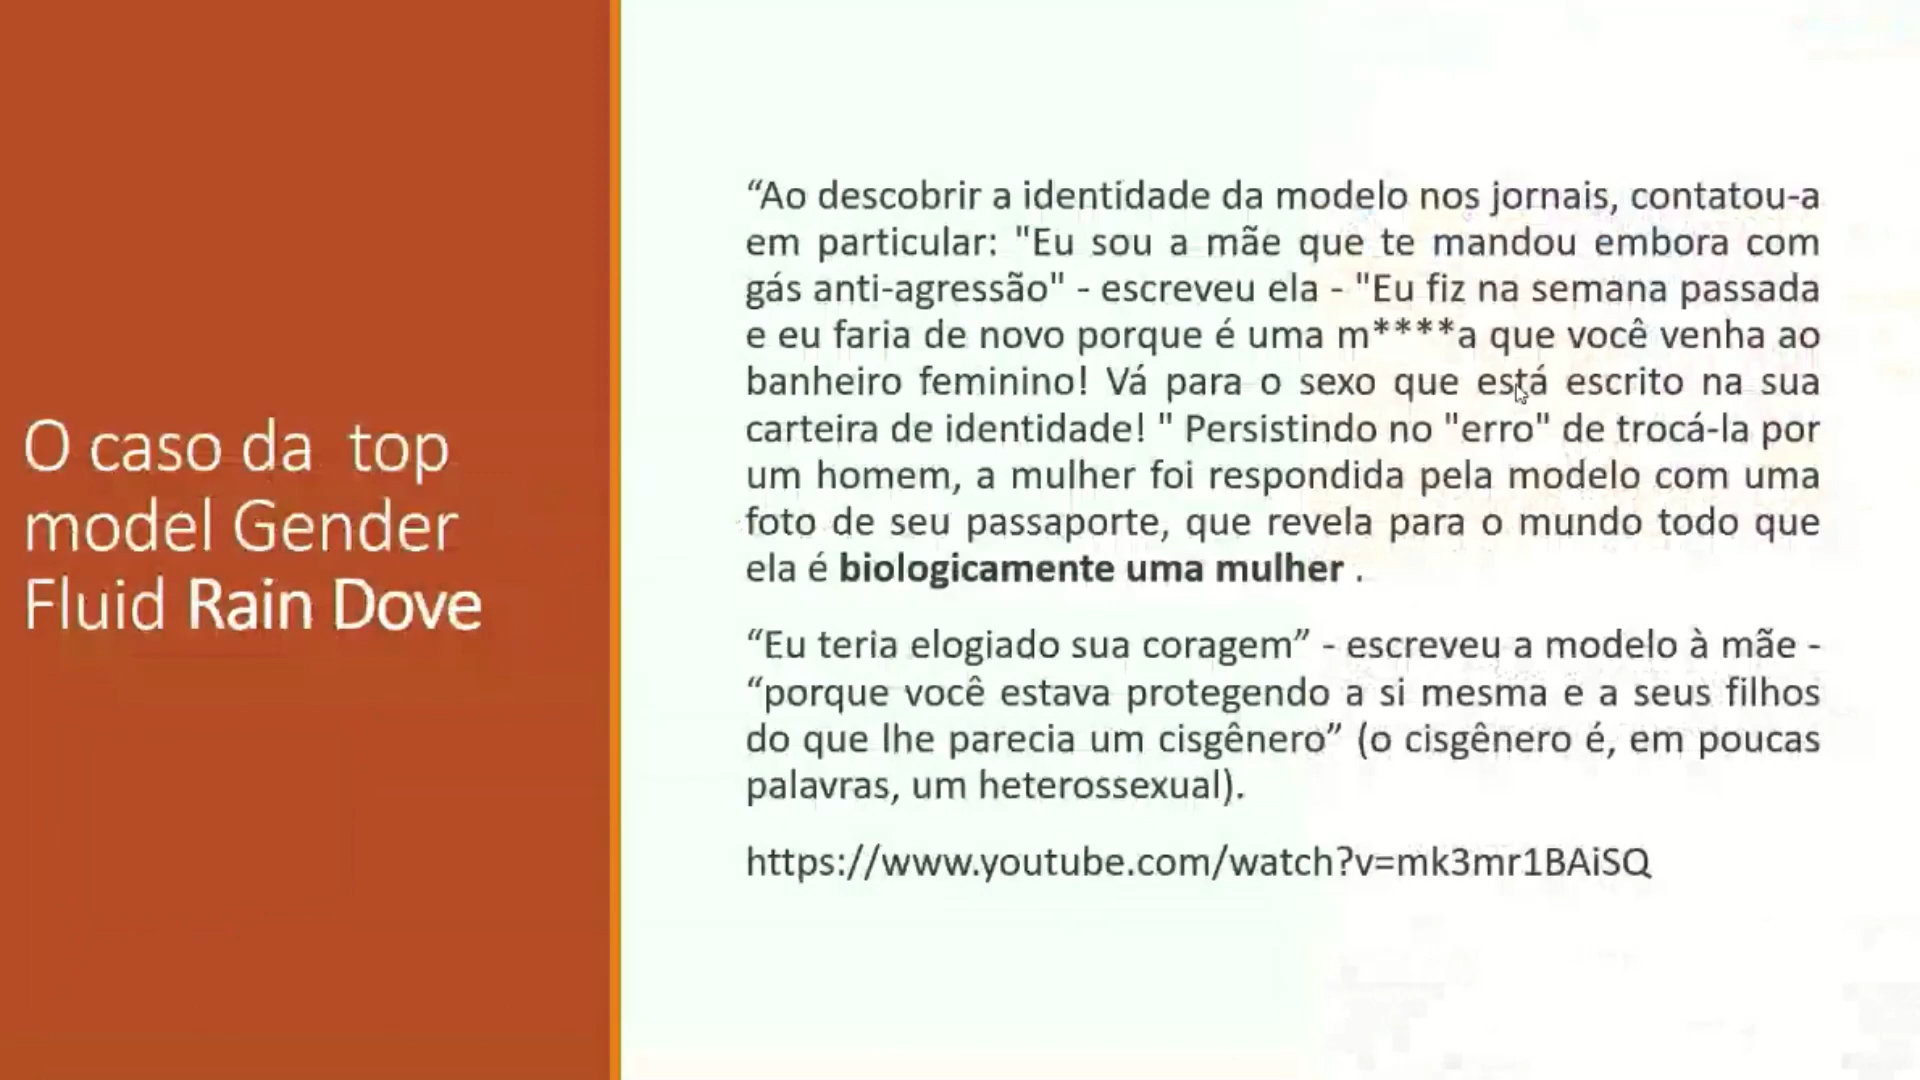 O caso da  top
model Gender
Fluid Rain Dove
“Ao descobrir a identidade da modelo nos jornais, contatou-a
em particular: "Eu sou a mãe que te mandou embora com
gás anti-agressão" - escreveu ela - "Eu fiz na semana passada
e eu faria de novo porque é uma m****a que você venha ao
banheiro feminino! Vá para o sexo que está escrito na sua
carteira de identidade! " Persistindo no "erro" de trocá-la por
um homem, a mulher foi respondida pela modelo com uma
foto de seu passaporte, que revela para o mundo todo que
ela é biologicamente uma mulher .
“Eu teria elogiado sua coragem” - escreveu a modelo à mãe -
“porque você estava protegendo a si mesma e a seus filhos
do que lhe parecia um cisgênero” (o cisgênero é, em poucas
palavras, um heterossexual).
https://www.youtube.com/watch?v=mk3mr1BAiSQ